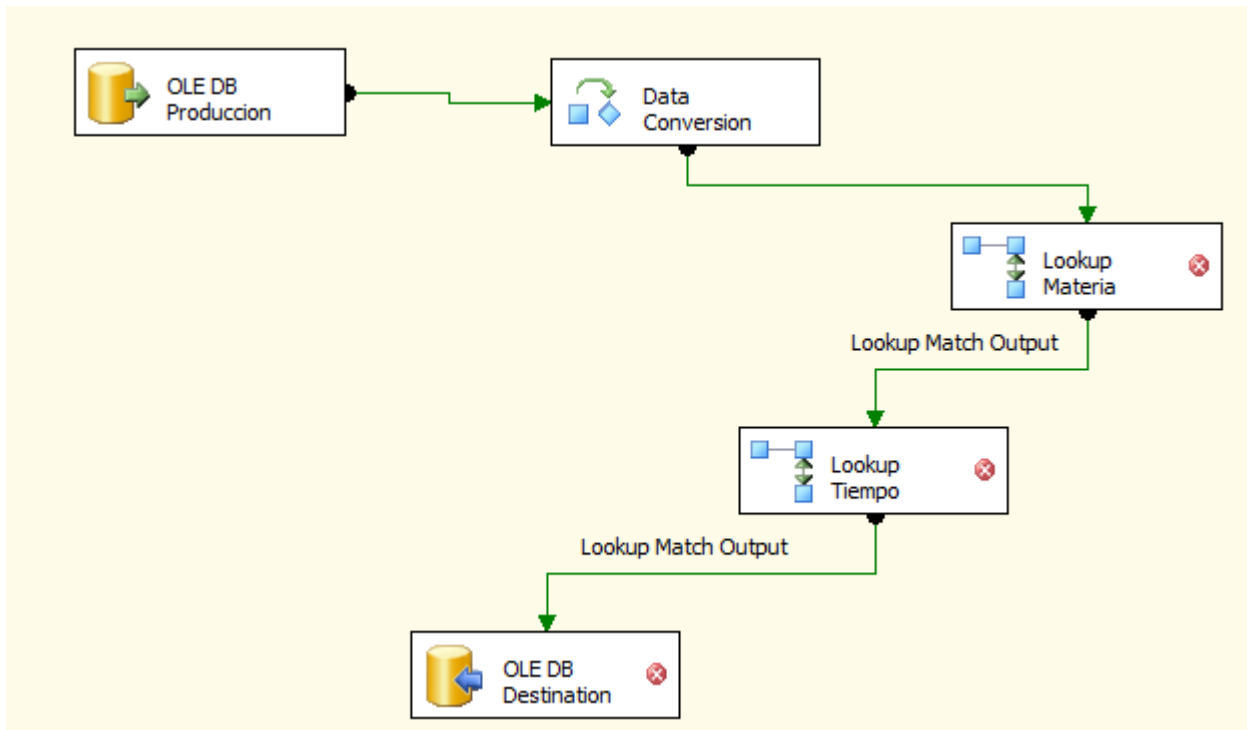 OLE DB
Produccion
Data
Conversion
Lookup
Materia
Lookup Match Output
Lookup
Tiempo
Lookup Match Output
OLE DB
Destination